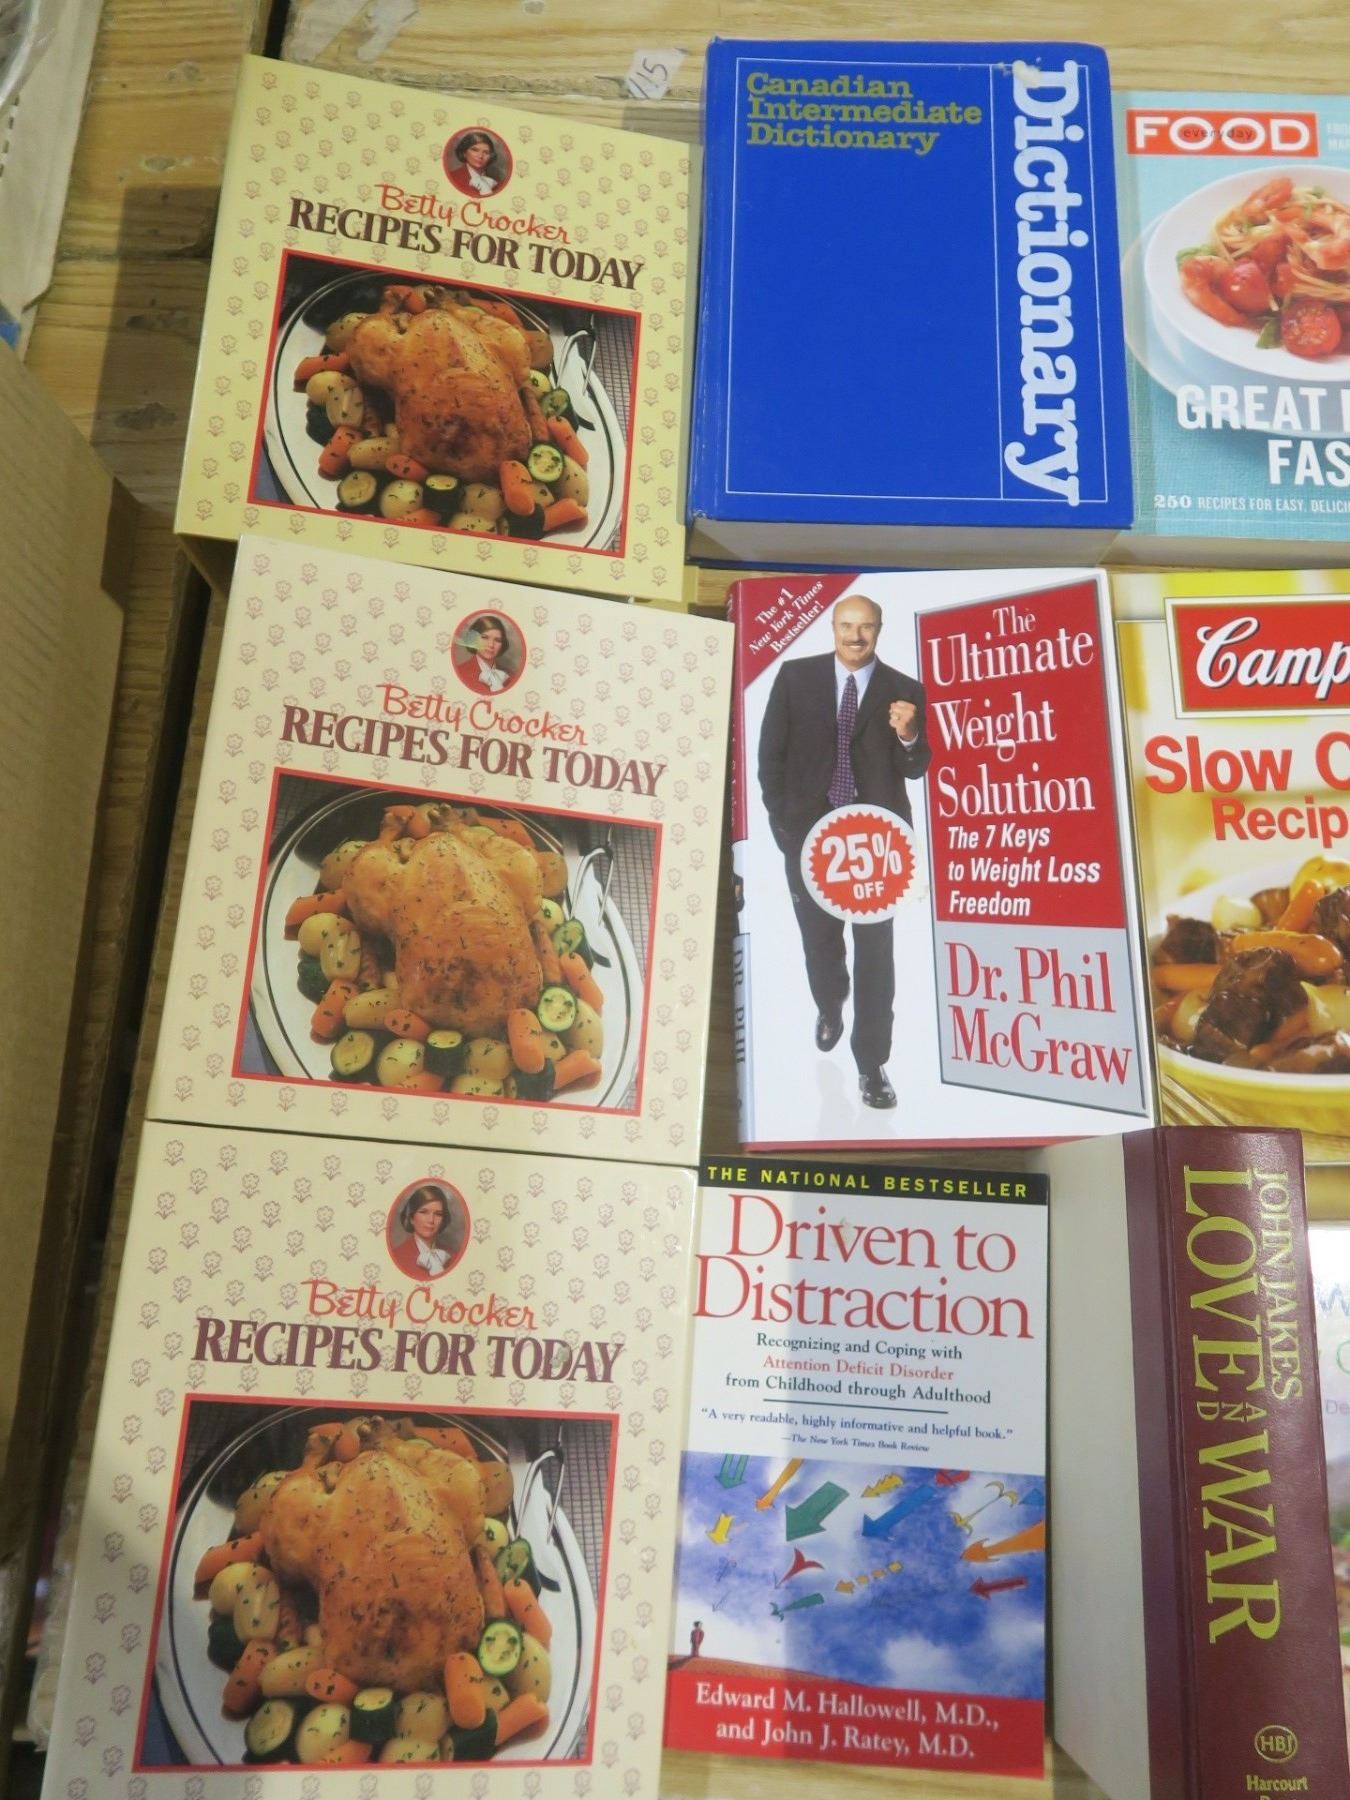 115
Betty Crocker
RECIPES FOR TODAY
Canadian
Intermediate
Dictionary
Dictionary
everyday
FOOD
GREAT
FAS
250 RECIPES FOR EASY, DELICI
Betty Crocker
RECIPES FOR TODAY
The #1
New York Times
Bestseller!
The
Ultimate
Weight
Solution
The 7 Keys
to Weight Loss
Freedom
25%
OFF
Dr. Phil
McGraw
Camp
Slow C
Recip
Betty Crocker
RECIPES FOR TODAY
THE NATIONAL BESTSELLER
Driven to
Distraction
Recognizing and Coping with
Attention Deficit Disorder
from Childhood through Adulthood
"A very readable, highly informative and helpful book."
—The New York Times Book Review
Edward M. Hallowell, M.D.,
and John J. Ratey, M.D.
JOHN JAKES
LOVE AND WAR
HBJ
Harcourt